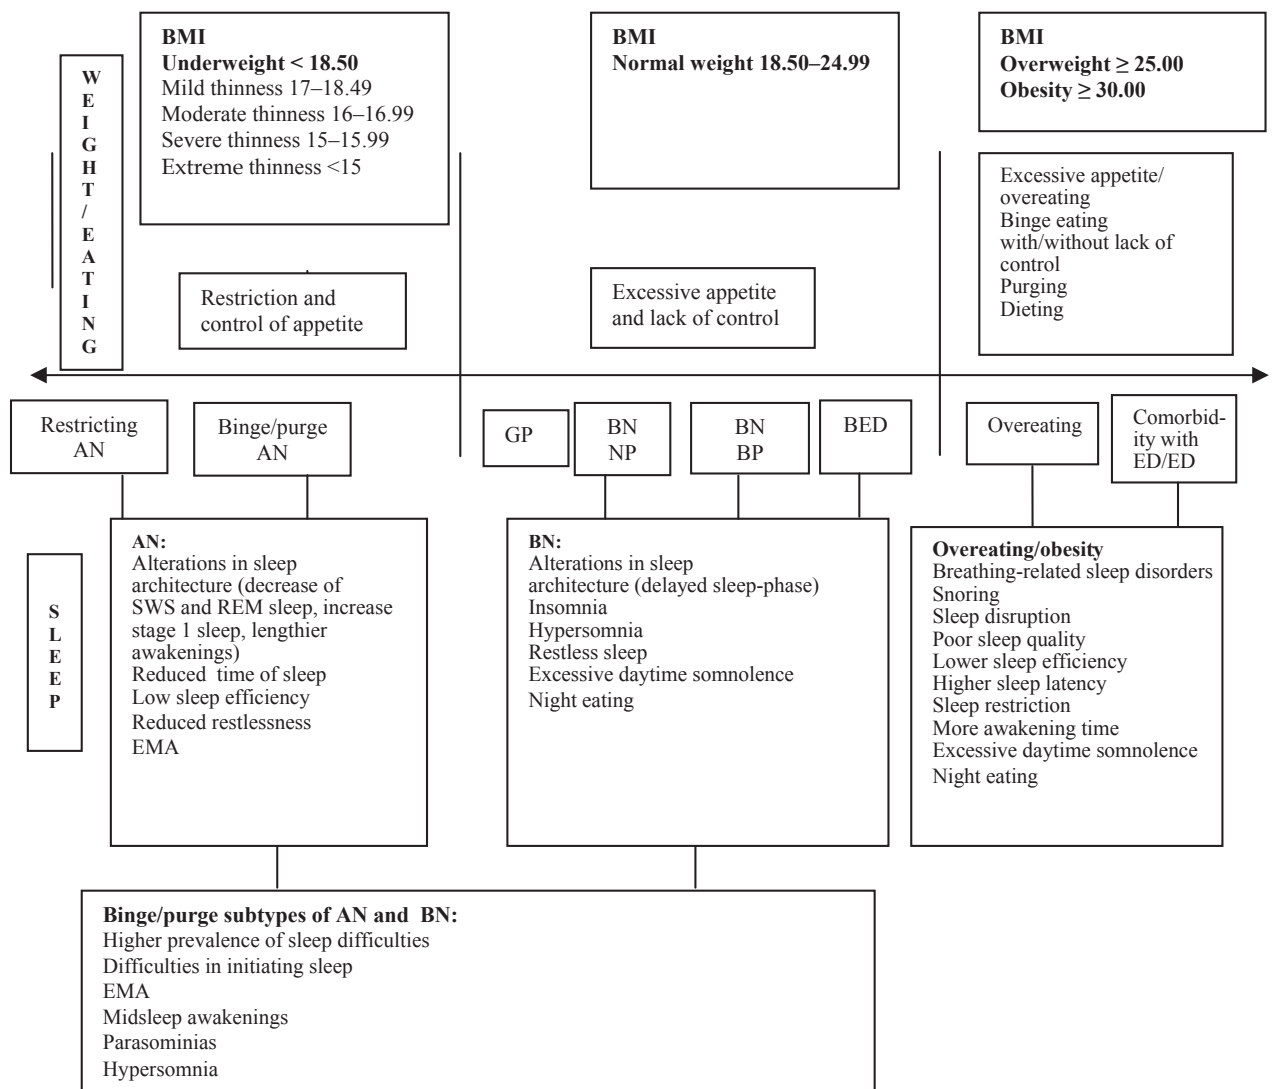 WEIGHT/EATING
BMI
Underweight < 18.50
Mild thinness 17–18.49
Moderate thinness 16–16.99
Severe thinness 15–15.99
Extreme thinness <15
BMI
Normal weight 18.50–24.99
BMI
Overweight ≥ 25.00
Obesity ≥ 30.00
Restriction and
control of appetite
Excessive appetite
and lack of control
Excessive appetite/
overeating
Binge eating
with/without lack of
control
Purging
Dieting
Restricting
AN
Binge/purge
AN
GP
BN
NP
BN
BP
BED
Overeating
Comorbid-
ity with
ED/ED
SLEEP
AN:
Alterations in sleep
architecture (decrease of
SWS and REM sleep, increase
stage 1 sleep, lengthier
awakenings)
Reduced time of sleep
Low sleep efficiency
Reduced restlessness
EMA
BN:
Alterations in sleep
architecture (delayed sleep-phase)
Insomnia
Hypersomnia
Restless sleep
Excessive daytime somnolence
Night eating
Overeating/obesity
Breathing-related sleep disorders
Snoring
Sleep disruption
Poor sleep quality
Lower sleep efficiency
Higher sleep latency
Sleep restriction
More awakening time
Excessive daytime somnolence
Night eating
Binge/purge subtypes of AN and BN:
Higher prevalence of sleep difficulties
Difficulties in initiating sleep
EMA
Midsleep awakenings
Parasominias
Hypersomnia